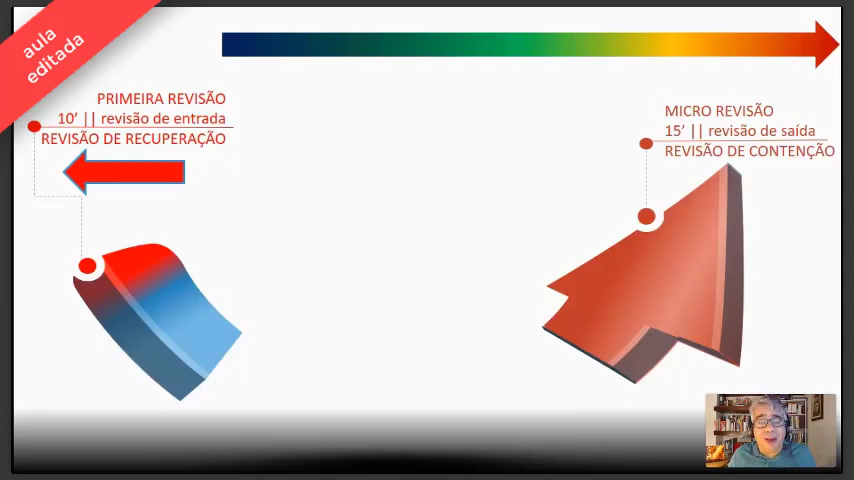 aula
editada
PRIMEIRA REVISÃO
10’ || revisão de entrada
REVISÃO DE RECUPERAÇÃO
MICRO REVISÃO
15’ || revisão de saída
REVISÃO DE CONTENÇÃO